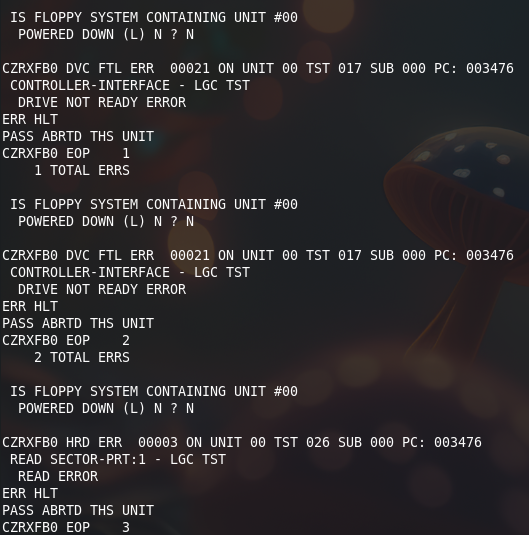 IS FLOPPY SYSTEM CONTAINING UNIT #00
POWERED DOWN (L) N ? N
CZRXFB0 DVC FTL ERR  00021 ON UNIT 00 TST 017 SUB 000 PC: 003476
CONTROLLER-INTERFACE - LGC TST
DRIVE NOT READY ERROR
ERR HLT
PASS ABRTD THS UNIT
CZRXFB0 EOP    1
1 TOTAL ERRS
IS FLOPPY SYSTEM CONTAINING UNIT #00
POWERED DOWN (L) N ? N
CZRXFB0 DVC FTL ERR  00021 ON UNIT 00 TST 017 SUB 000 PC: 003476
CONTROLLER-INTERFACE - LGC TST
DRIVE NOT READY ERROR
ERR HLT
PASS ABRTD THS UNIT
CZRXFB0 EOP    2
2 TOTAL ERRS
IS FLOPPY SYSTEM CONTAINING UNIT #00
POWERED DOWN (L) N ? N
CZRXFB0 HRD ERR  00003 ON UNIT 00 TST 026 SUB 000 PC: 003476
READ SECTOR-PRT:1 - LGC TST
READ ERROR
ERR HLT
PASS ABRTD THS UNIT
CZRXFB0 EOP    3